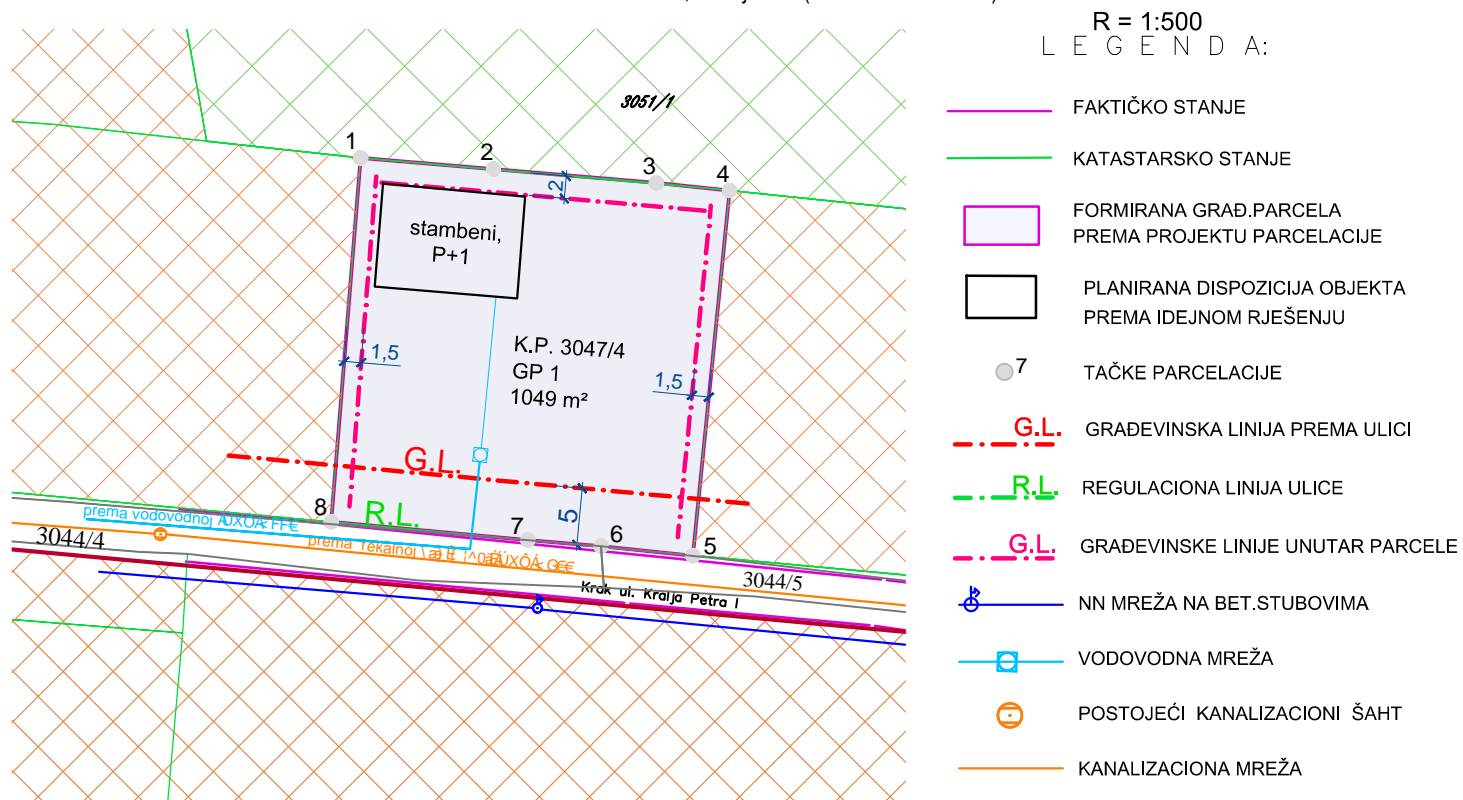 R = 1:500
L E G E N D A:
3051/1
1
2
3
4
2
stambeni,
P+1
K.P. 3047/4
GP 1
1049 m²
1,5
1,5
G.L.
R.L.
5
8
7
6
5
prema vodovodnoj
prema fekalnoj
3044/4
3044/5
Krak ul. Kralja Petra I
FAKTIČKO STANJE
KATASTARSKO STANJE
FORMIRANA GRAĐ.PARCELA
PREMA PROJEKTU PARCELACIJE
PLANIRANA DISPOZICIJA OBJEKTA
PREMA IDEJNOM RJEŠENJU
7
TAČKE PARCELACIJE
G.L.
GRAĐEVINSKA LINIJA PREMA ULICI
R.L.
REGULACIONA LINIJA ULICE
G.L.
GRAĐEVINSKE LINIJE UNUTAR PARCELE
NN MREŽA NA BET.STUBOVIMA
VODOVODNA MREŽA
POSTOJEĆI KANALIZACIONI ŠAHT
KANALIZACIONA MREŽA